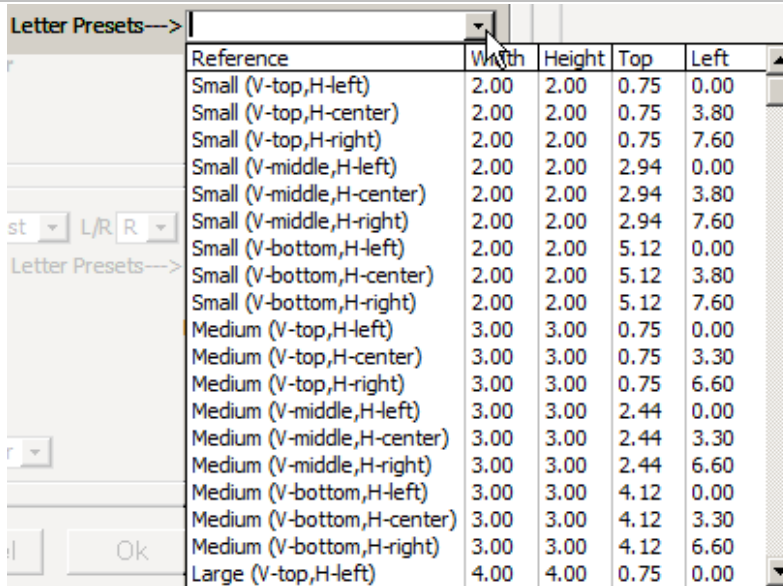 Letter Presets--->
Reference Width Height Top Left
Small (V-top,H-left) 2.00 2.00 0.75 0.00
Small (V-top,H-center) 2.00 2.00 0.75 3.80
Small (V-top,H-right) 2.00 2.00 0.75 7.60
Small (V-middle,H-left) 2.00 2.00 2.94 0.00
Small (V-middle,H-center) 2.00 2.00 2.94 3.80
Small (V-middle,H-right) 2.00 2.00 2.94 7.60
st L/R R
Small (V-bottom,H-left) 2.00 2.00 5.12 0.00
Letter Presets--->
Small (V-bottom,H-center) 2.00 2.00 5.12 3.80
Small (V-bottom,H-right) 2.00 2.00 5.12 7.60
Medium (V-top,H-left) 3.00 3.00 0.75 0.00
Medium (V-top,H-center) 3.00 3.00 0.75 3.30
Medium (V-top,H-right) 3.00 3.00 0.75 6.60
Medium (V-middle,H-left) 3.00 3.00 2.44 0.00
Medium (V-middle,H-center) 3.00 3.00 2.44 3.30
Medium (V-middle,H-right) 3.00 3.00 2.44 6.60
Medium (V-bottom,H-left) 3.00 3.00 4.12 0.00
Medium (V-bottom,H-center) 3.00 3.00 4.12 3.30
Ok
Medium (V-bottom,H-right) 3.00 3.00 4.12 6.60
Large (V-top,H-left) 4.00 4.00 0.75 0.00